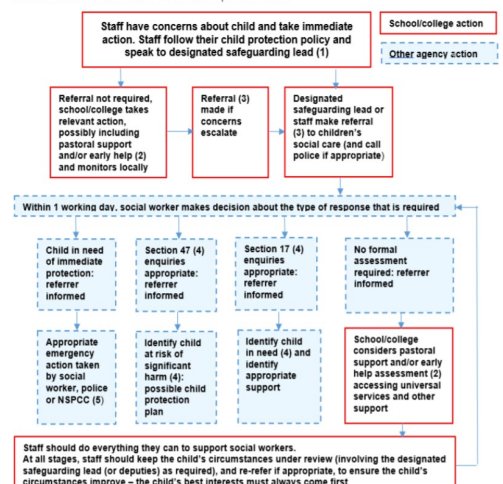 Staff have concerns about child and take immediate
action. Staff follow their child protection policy and
speak to designated safeguarding lead (1)
School/college action
Other agency action
Referral not required,
school/college takes
relevant action,
possibly including
pastoral support
and/or early help (2)
and monitors locally
Referral (3)
made if
concerns
escalate
Designated
safeguarding lead or
staff make referral
(3) to children's
social care (and call
police if appropriate)
Within 1 working day, social worker makes decision about the type of response that is required
Child in need
of immediate
protection:
referrer
informed
Section 47 (4)
enquiries
appropriate:
referrer
informed
Section 17 (4)
enquiries
appropriate:
referrer
informed
No formal
assessment
required: referrer
informed
Appropriate
emergency
action taken
by social
worker, police
or NSPCC (5)
Identify child
at risk of
significant
harm (4):
possible child
protection
plan
Identify child
in need (4) and
identify
appropriate
support
School/college
considers pastoral
support and/or early
help assessment (2)
accessing universal
services and other
support
Staff should do everything they can to support social workers.
At all stages, staff should keep the child's circumstances under review (involving the designated
safeguarding lead (or deputies) as required), and re-refer if appropriate, to ensure the child's
circumstances improve – the child's best interests must always come first